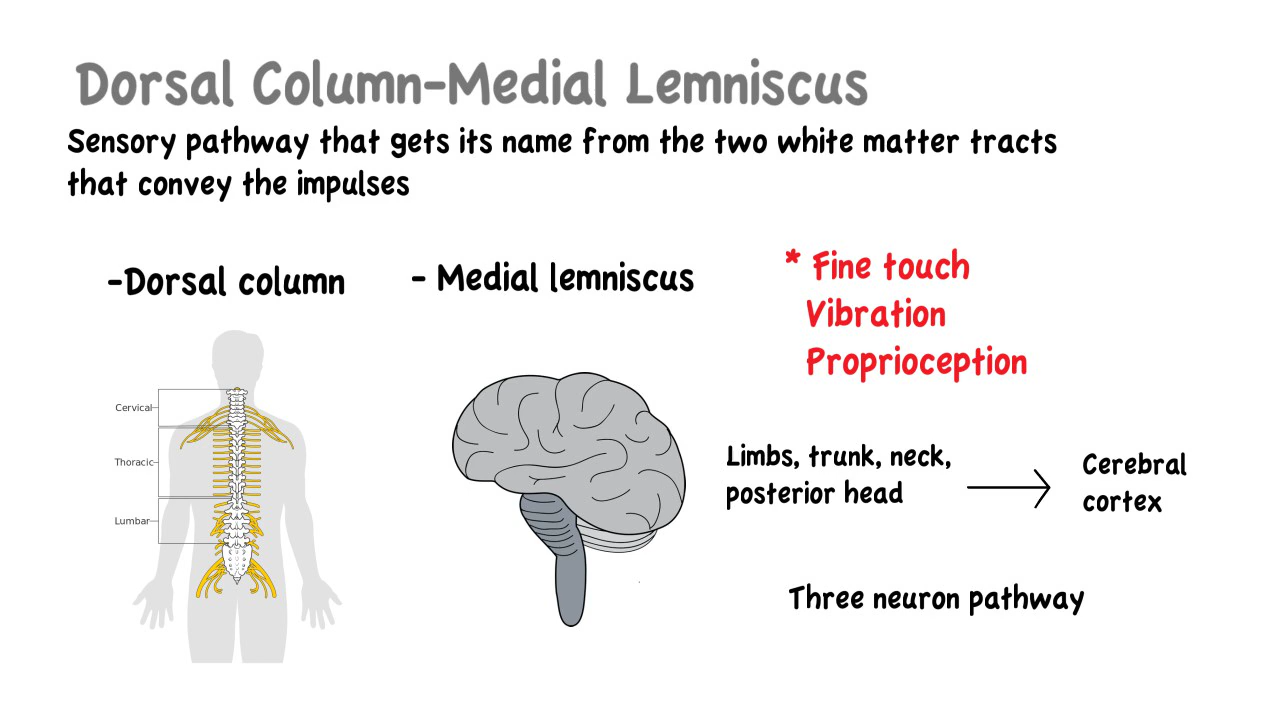 Dorsal Column-Medial Lemniscus
Sensory pathway that gets its name from the two white matter tracts
that convey the impulses
-Dorsal column
- Medial lemniscus
* Fine touch
Vibration
Proprioception
Cervical
Thoracic
Lumbar
Limbs, trunk, neck,
posterior head
Cerebral
cortex
Three neuron pathway